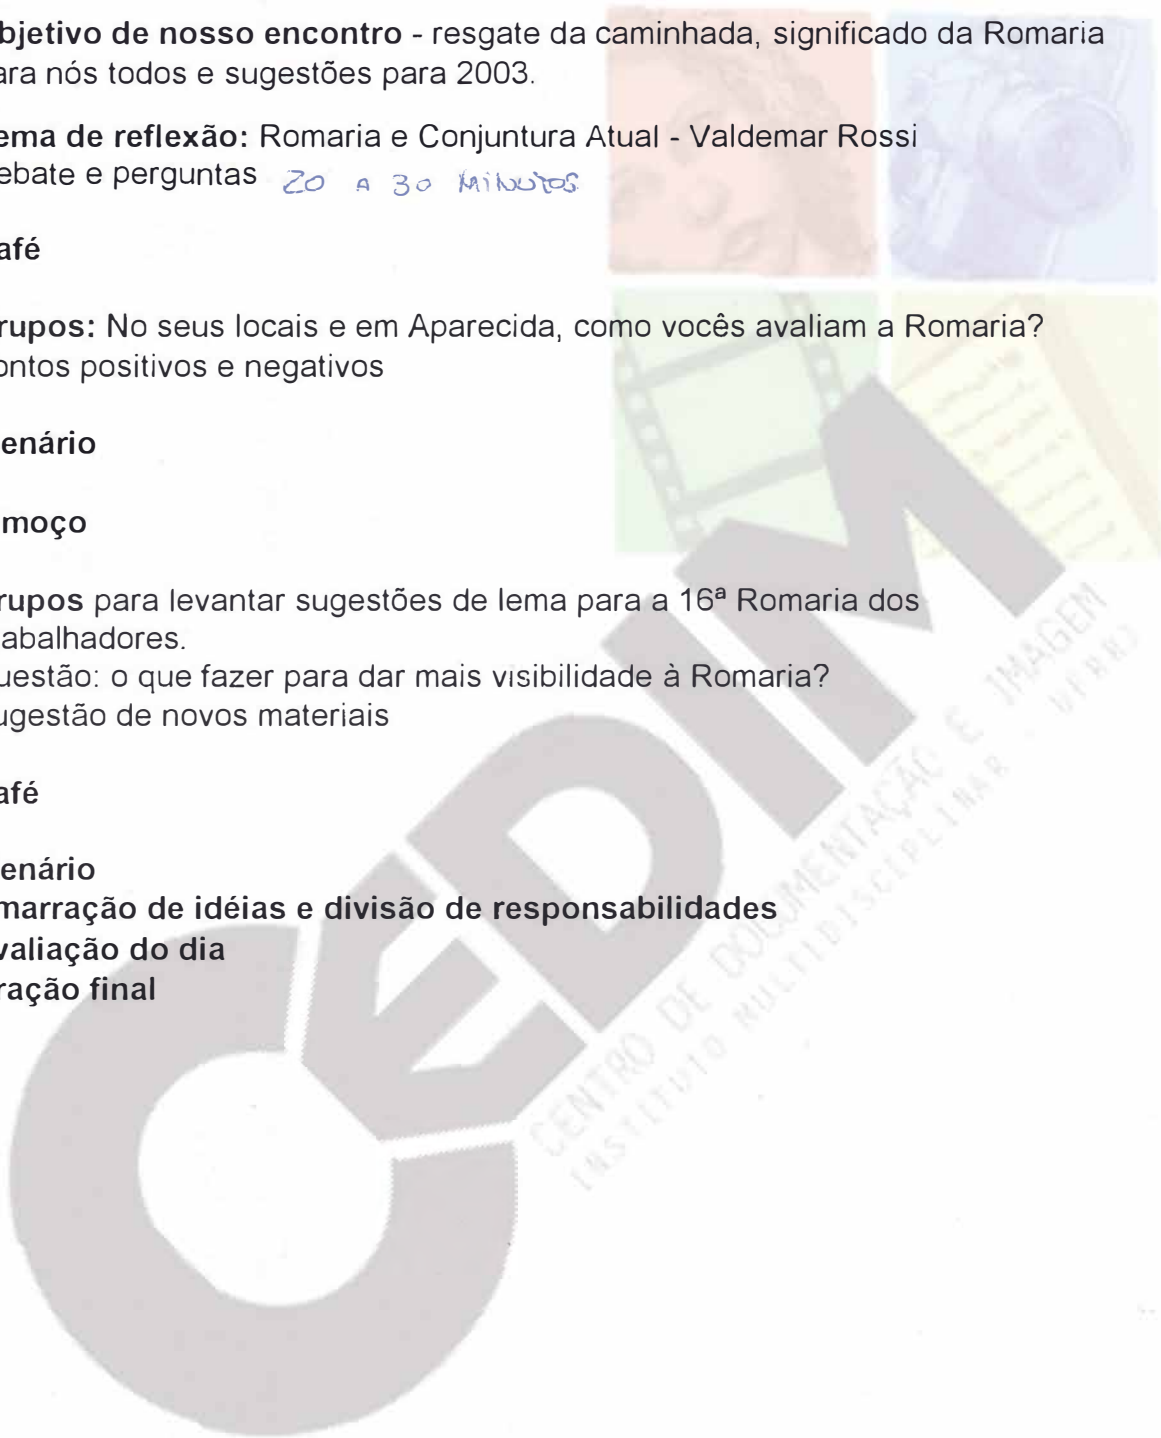 bjetivo de nosso encontro - resgate da caminhada, significado da Romaria
ara nós todos e sugestões para 2003.
ema de reflexão: Romaria e Conjuntura Atual - Valdemar Rossi
ebate e perguntas 20 A 30 MiNUTOS
afé
rupos: No seus locais e em Aparecida, como vocês avaliam a Romaria?
ontos positivos e negativos
enário
moço
rupos para levantar sugestões de lema para a 16ª Romaria dos
rabalhadores.
uestão: o que fazer para dar mais visibilidade à Romaria?
ugestão de novos materiais
afé
enário
marração de idéias e divisão de responsabilidades
valiação do dia
ração final
CEDIM
CENTRO DE DOCUMENTAÇÃO E IMAGEM
INSTITUTO MULTIDISCIPLINAR - UFRRJ